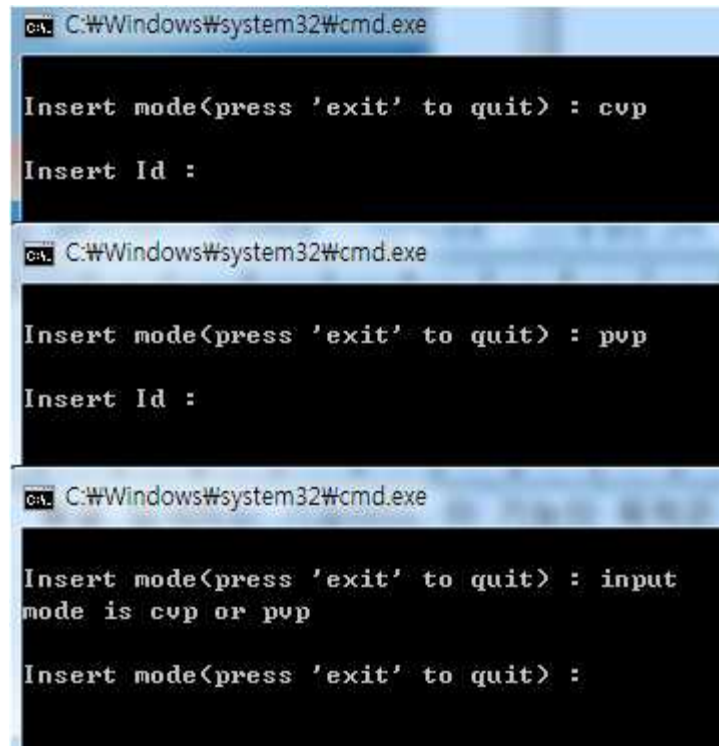 C:₩Windows₩system32₩cmd.exe
Insert mode(press 'exit' to quit) : cvp
Insert Id :
C:₩Windows₩system32₩cmd.exe
Insert mode(press 'exit' to quit) : pvp
Insert Id :
C:₩Windows₩system32₩cmd.exe
Insert mode(press 'exit' to quit) : input
mode is cvp or pvp
Insert mode(press 'exit' to quit) :